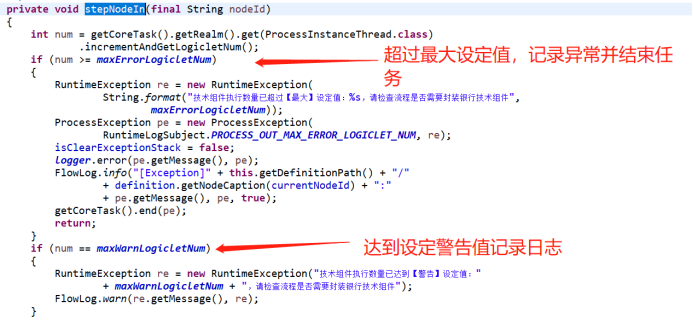 private void stepNodeIn(final String nodeId)
{
int num = getCoreTask().getRealm().get(ProcessInstanceThread.class)
.incrementAndGetLogicletNum();
if (num >= maxErrorLogicletNum)
超过最大设定值，记录异常并结束任务
{
RuntimeException re = new RuntimeException(
String.format("技术组件执行数量已超过【最大】设定值：%s，请检查流程是否需要封装银行技术组件",
maxErrorLogicletNum));
ProcessException pe = new ProcessException(
RuntimeLogSubject.PROCESS_OUT_MAX_ERROR_LOGICLET_NUM, re);
isClearExceptionStack = false;
logger.error(pe.getMessage(), pe);
FlowLog.info("[Exception]" + this.getDefinitionPath() + "/"
+ definition.getNodeCaption(currentNodeId) + ":"
+ pe.getMessage(), pe, true);
getCoreTask().end(pe);
return;
}
if (num == maxWarnLogicletNum)
达到设定警告值记录日志
{
RuntimeException re = new RuntimeException("技术组件执行数量已达到【警告】设定值："
+ maxWarnLogicletNum + "，请检查流程是否需要封装银行技术组件");
FlowLog.warn(re.getMessage(), re);
}